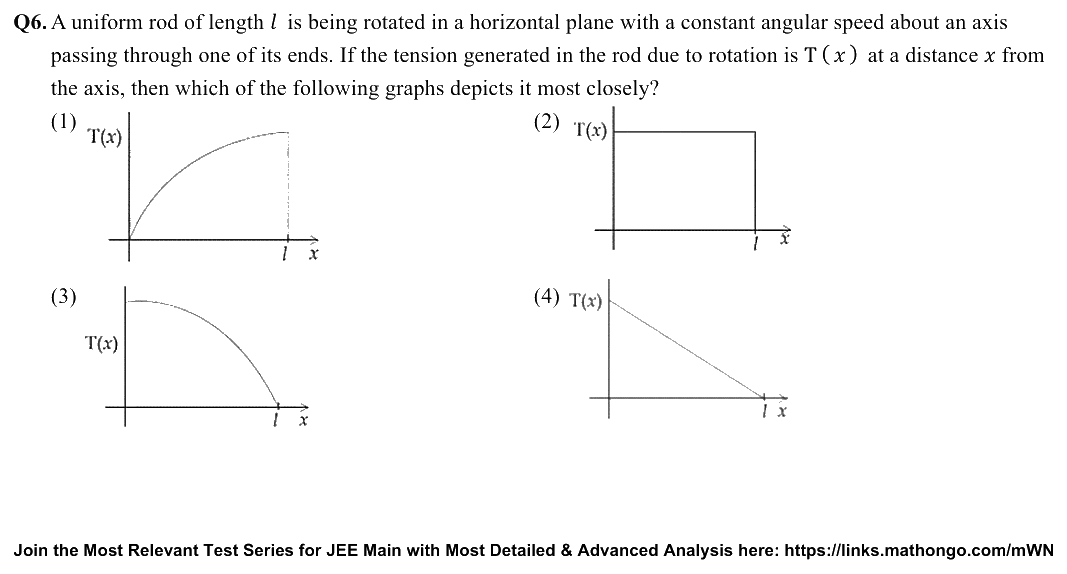 Q6. A uniform rod of length l is being rotated in a horizontal plane with a constant angular speed about an axis
passing through one of its ends. If the tension generated in the rod due to rotation is T(x) at a distance x from
the axis, then which of the following graphs depicts it most closely?
(1) T(x)
l x
(2) T(x)
l x
(3)
T(x)
l x
(4) T(x)
l x
Join the Most Relevant Test Series for JEE Main with Most Detailed & Advanced Analysis here: https://links.mathongo.com/mWN